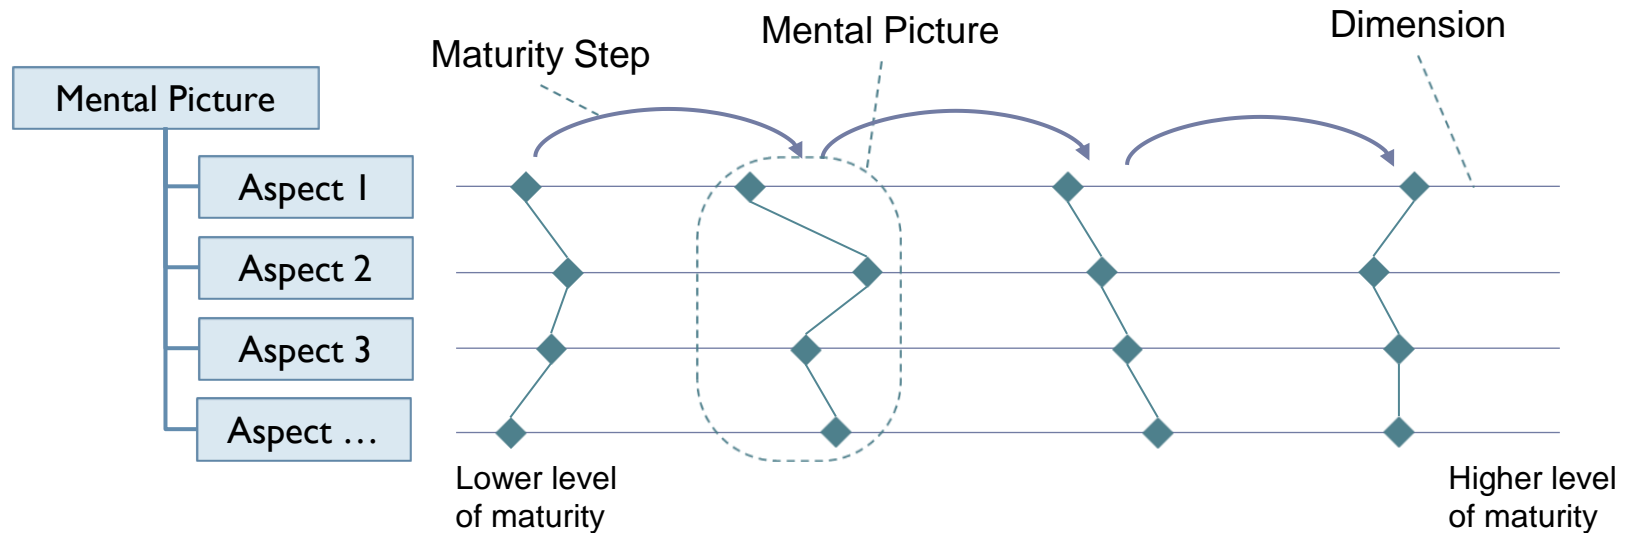 Maturity Step
Mental Picture
Dimension
Mental Picture
Aspect 1
Aspect 2
Aspect 3
Aspect …
Lower level
of maturity
Higher level
of maturity